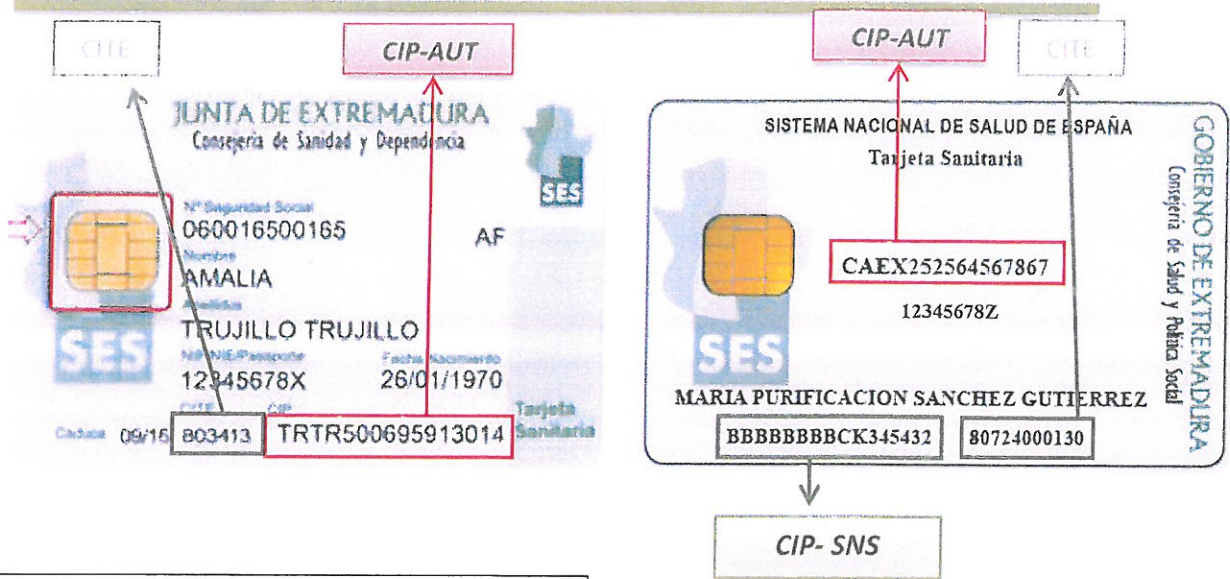 CITE
CIP-AUT
JUNTA DE EXTREMADURA
Consejería de Sanidad y Dependencia
SES
Nº Seguridad Social
060016500165
AF
Nombre
AMALIA
Apellidos
TRUJILLO TRUJILLO
SES
NIF/NIE/Pasaporte Fecha Nacimiento
12345678X 26/01/1970
CITE CIP
Caduca 09/15 803413 TRTR500695913014
Tarjeta
Sanitaria
CIP-AUT
CITE
SISTEMA NACIONAL DE SALUD DE ESPAÑA
Tarjeta Sanitaria
GOBIERNO DE EXTREMADURA
Consejería de Salud y Política Social
CAEX252564567867
12345678Z
SES
MARIA PURIFICACION SANCHEZ GUTIERREZ
BBBBBBBBCK345432 80724000130
CIP- SNS